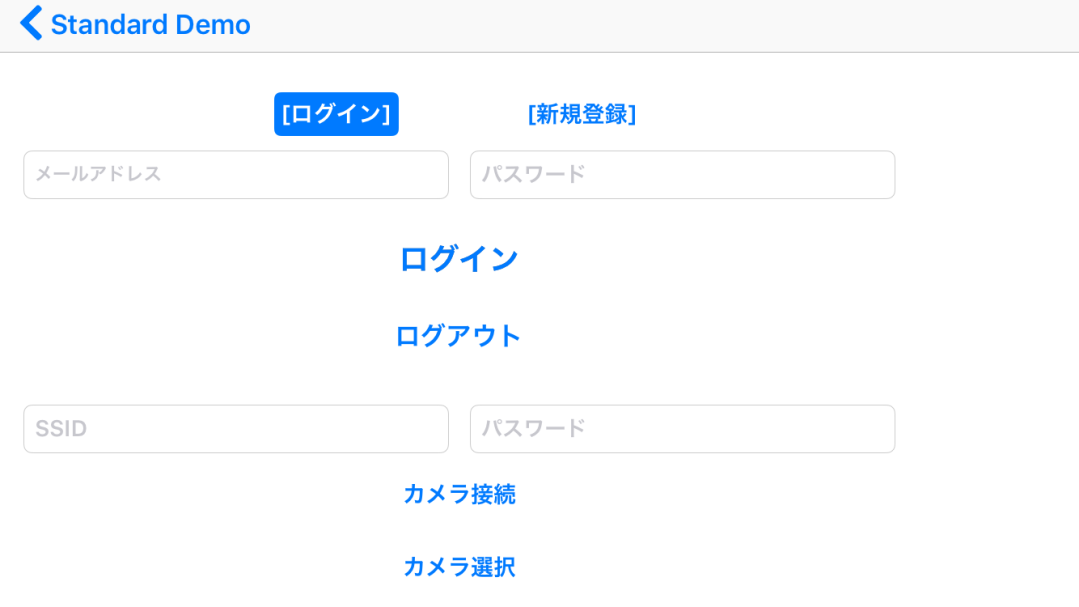 Standard Demo
[ログイン] [新規登録]
メールアドレス パスワード
ログイン
ログアウト
SSID パスワード
カメラ接続
カメラ選択